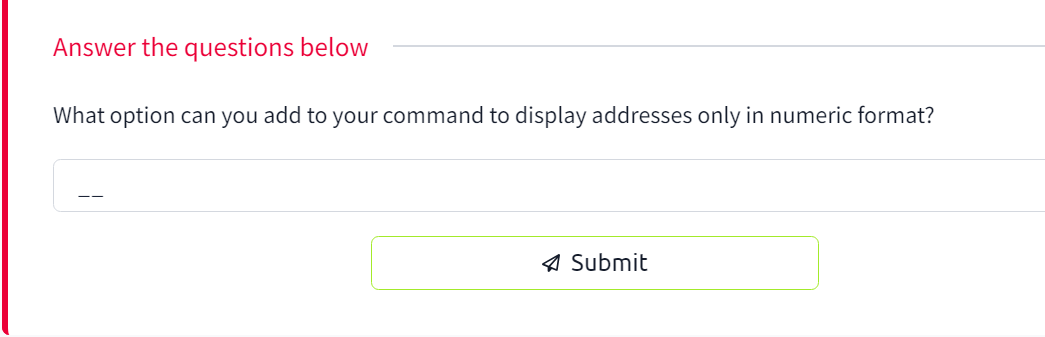 Answer the questions below
What option can you add to your command to display addresses only in numeric format?
__
Submit